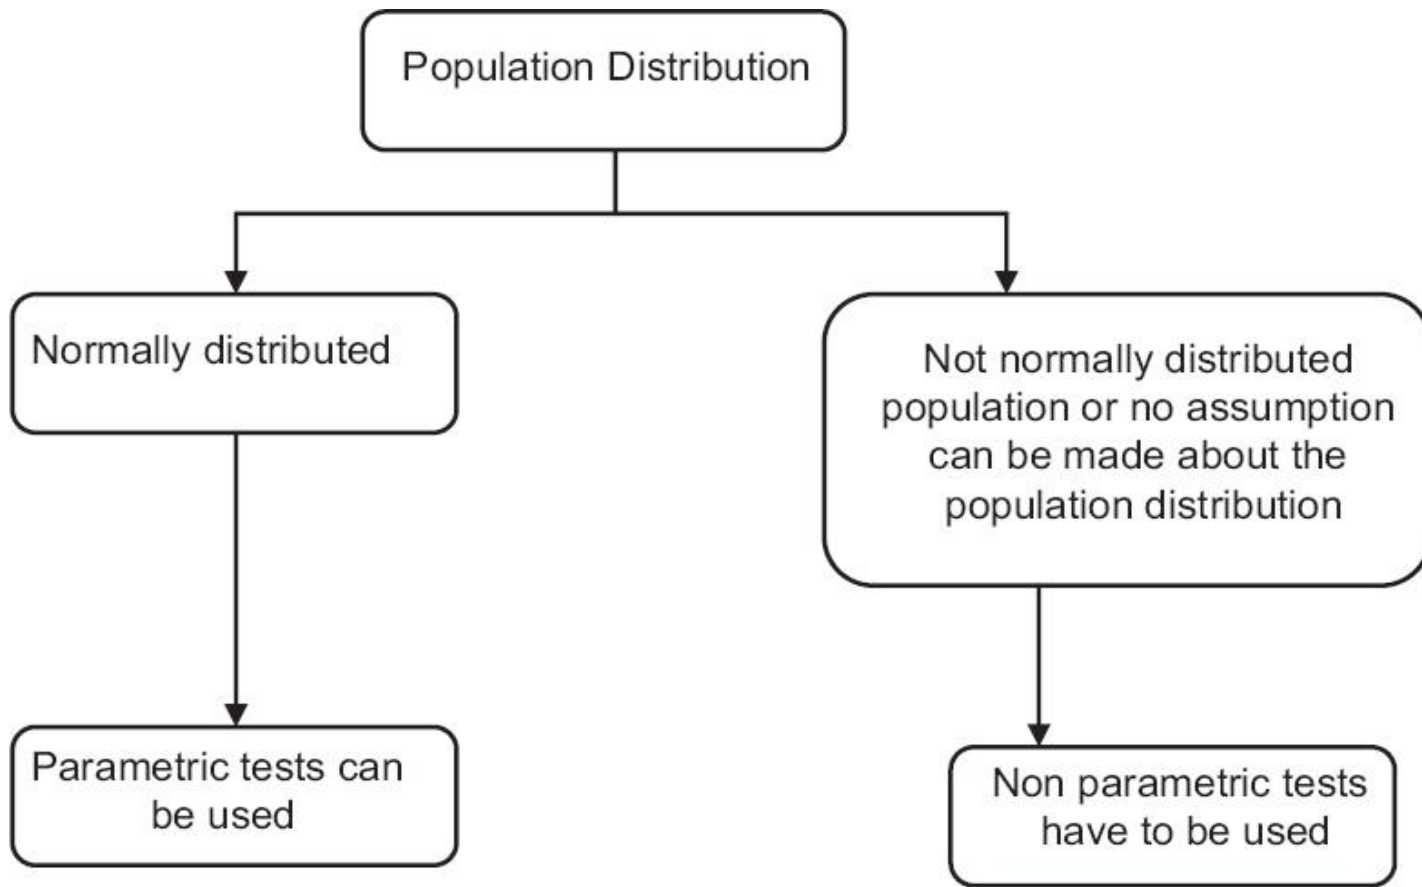 Population Distribution
Normally distributed
Not normally distributed
population or no assumption
can be made about the
population distribution
Parametric tests can
be used
Non parametric tests
have to be used